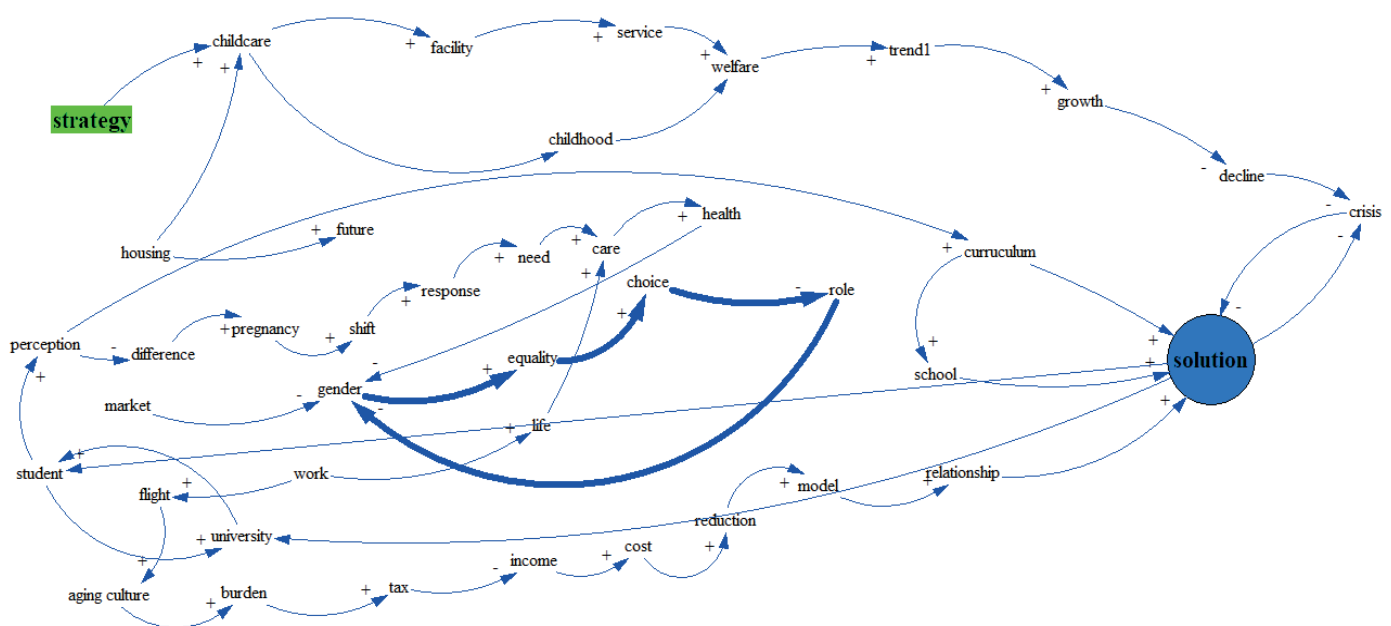 childcare
facility
service
welfare
trend1
growth
strategy
childhood
decline
crisis
housing
future
health
care
need
response
choice
role
curruculum
perception
difference
pregnancy
shift
equality
gender
market
school
solution
student
life
work
flight
model
relationship
university
reduction
cost
income
tax
burden
aging culture